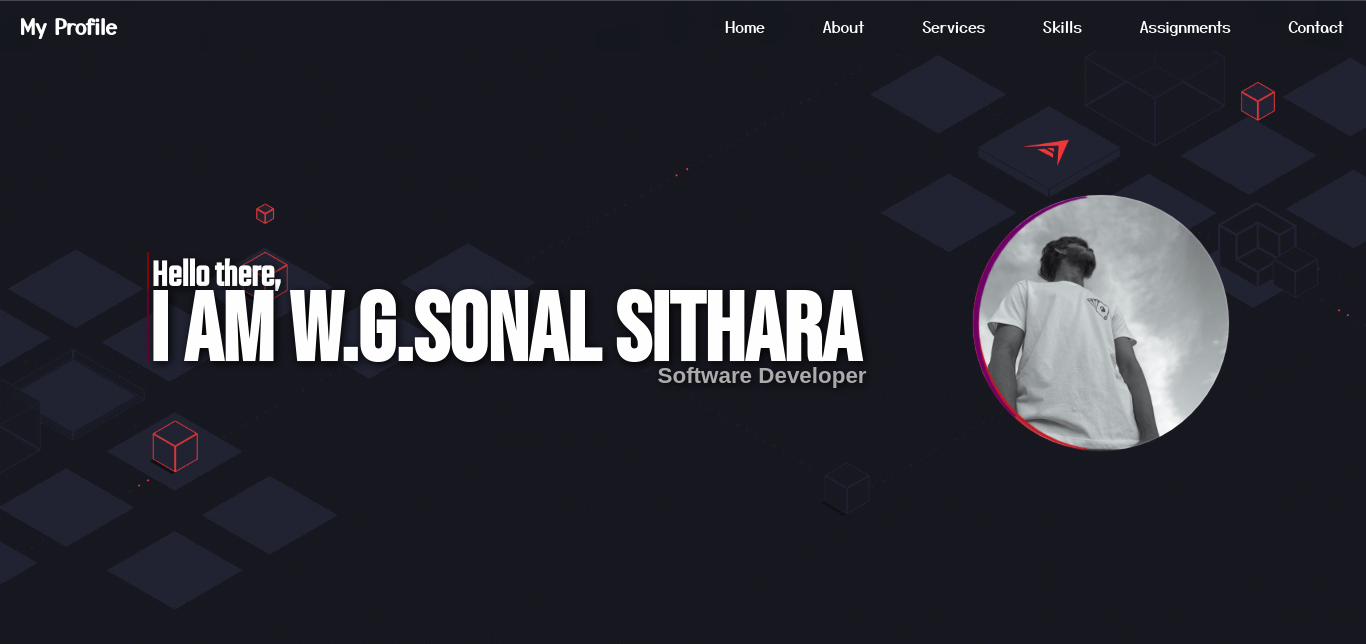 My Profile
Home About Services Skills Assignments Contact
Hello there,
I AM W.G.SONAL SITHARA
Software Developer